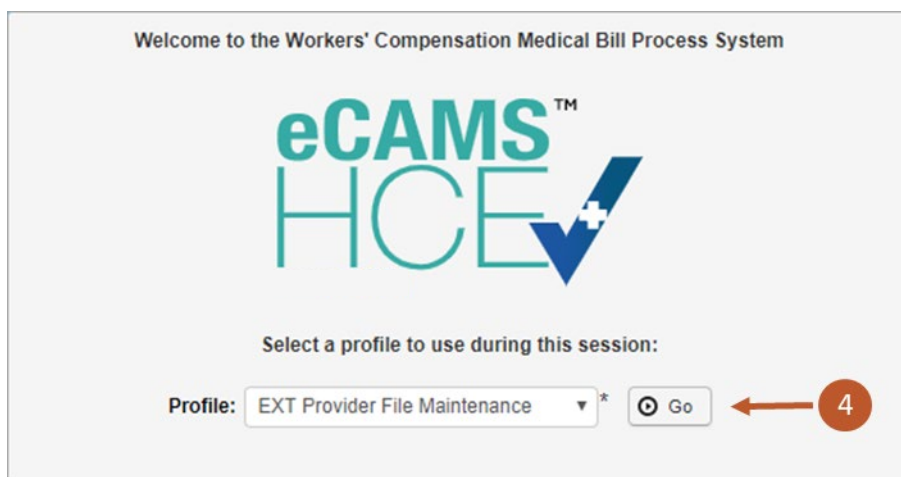 Welcome to the Workers' Compensation Medical Bill Process System
eCAMS™
HCE
Select a profile to use during this session:
Profile: EXT Provider File Maintenance * Go 4